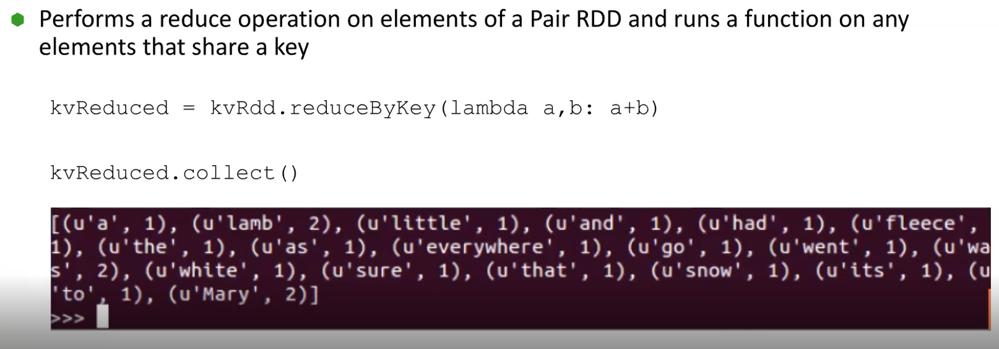 Performs a reduce operation on elements of a Pair RDD and runs a function on any
elements that share a key
kvReduced = kvRdd.reduceByKey(lambda a,b: a+b)
kvReduced.collect()
[(u'a', 1), (u'lamb', 2), (u'little', 1), (u'and', 1), (u'had', 1), (u'fleece',
1), (u'the', 1), (u'as', 1), (u'everywhere', 1), (u'go', 1), (u'went', 1), (u'wa
s', 2), (u'white', 1), (u'sure', 1), (u'that', 1), (u'snow', 1), (u'its', 1), (u
'to', 1), (u'Mary', 2)]
>>>